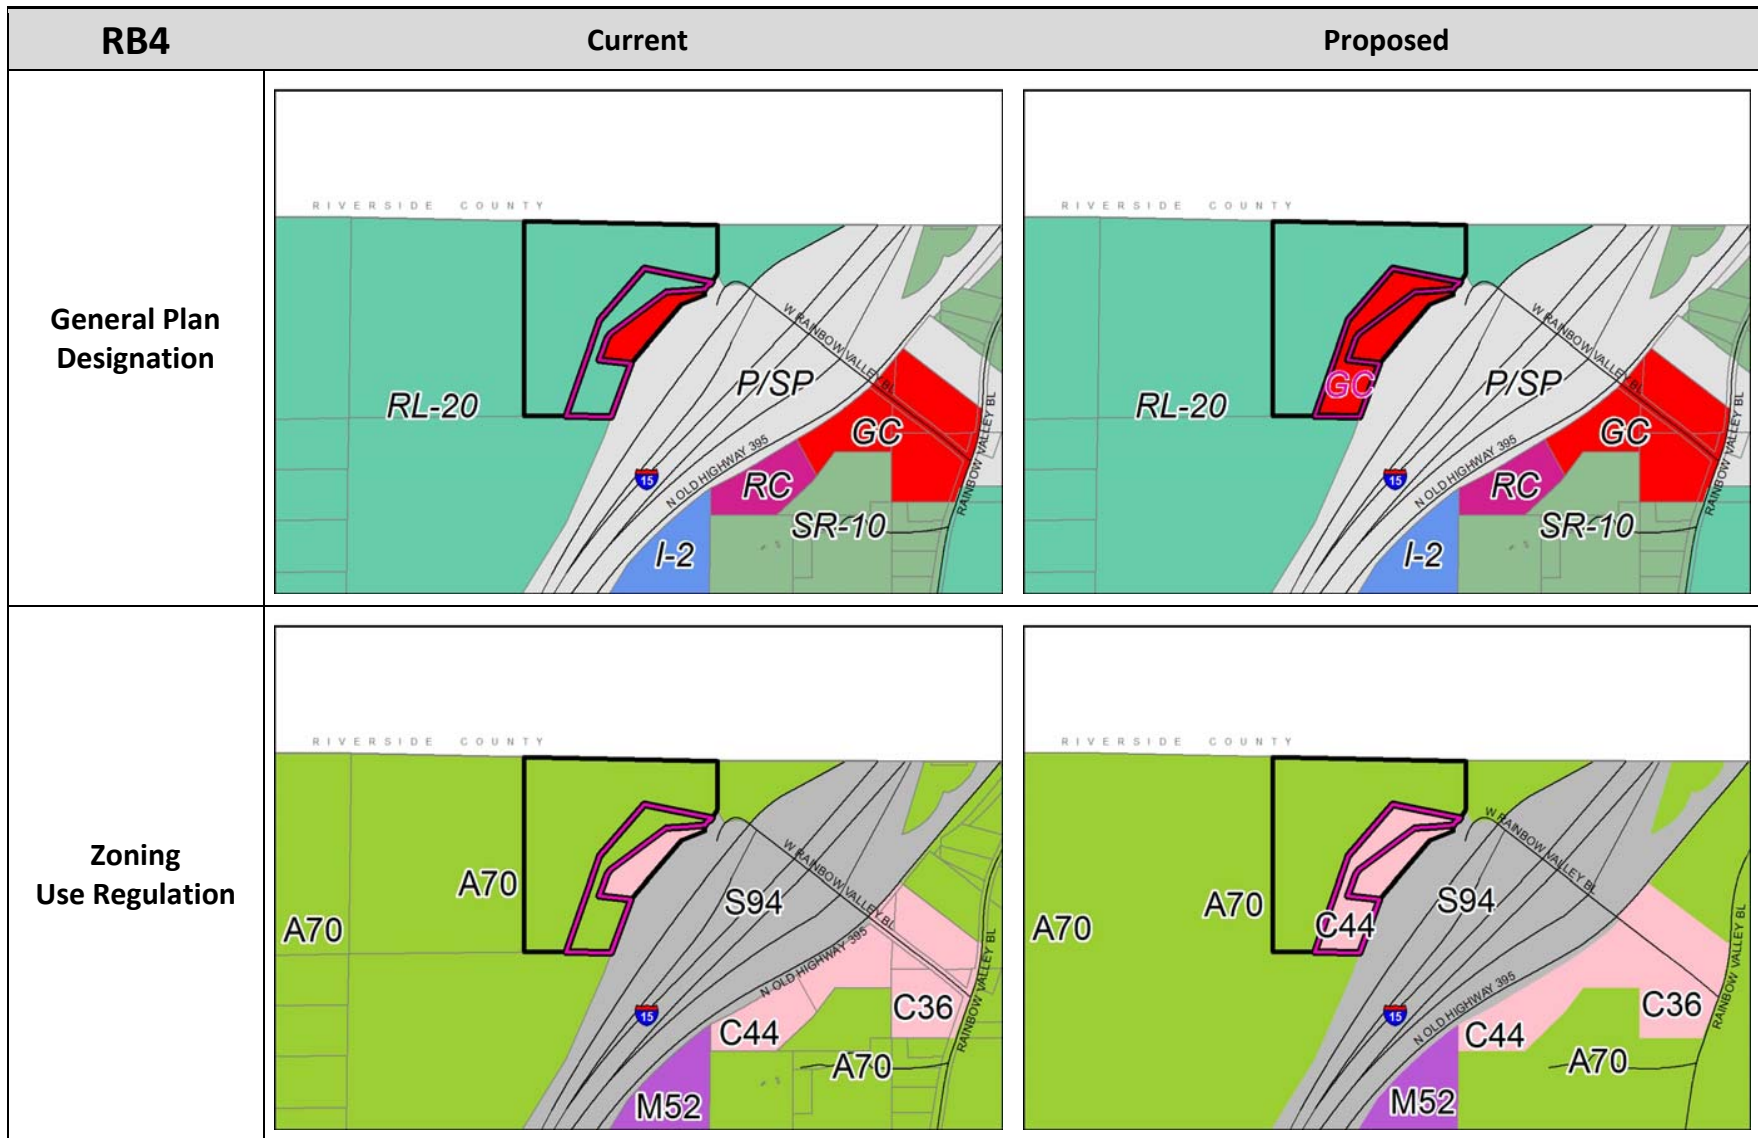 RB4 Current Proposed
General Plan
Designation
RIVERSIDE COUNTY
W RAINBOW VALLEY BL
P/SP
RL-20
GC
N OLD HIGHWAY 395
RAINBOW VALLEY BL
15
RC
SR-10
I-2
RIVERSIDE COUNTY
W RAINBOW VALLEY BL
GC
P/SP
RL-20
GC
N OLD HIGHWAY 395
RAINBOW VALLEY BL
15
RC
SR-10
I-2
Zoning
Use Regulation
RIVERSIDE COUNTY
W RAINBOW VALLEY BL
A70
S94
A70
N OLD HIGHWAY 395
RAINBOW VALLEY BL
C36
15
C44
A70
M52
RIVERSIDE COUNTY
W RAINBOW VALLEY BL
A70
S94
A70
C44
RAINBOW VALLEY BL
N OLD HIGHWAY 395
C36
15
C44
A70
M52